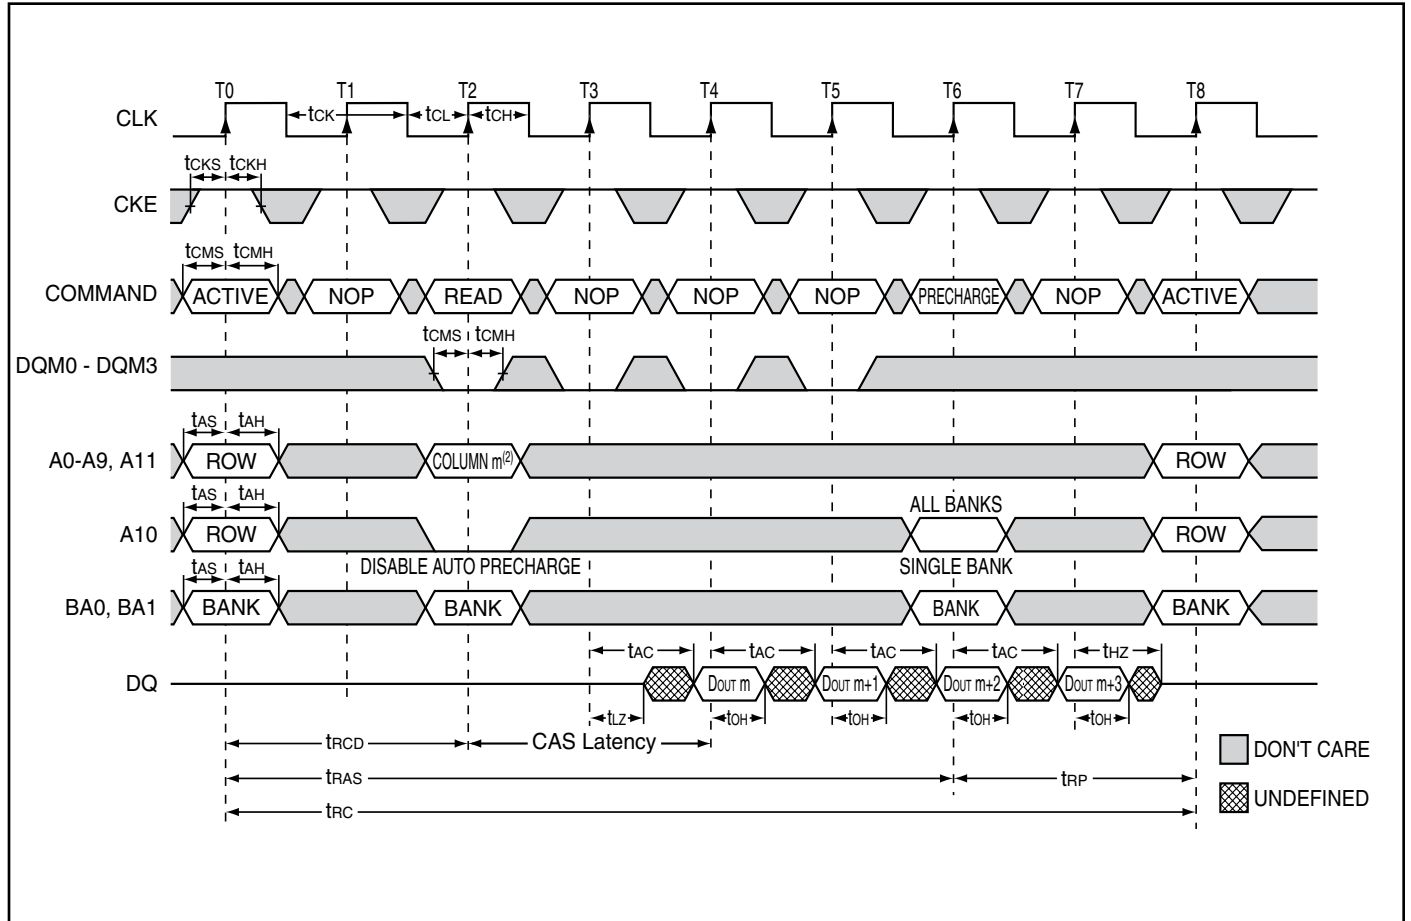 T0 T1 T2 T3 T4 T5 T6 T7 T8
CLK tCK tCL tCH
tCKS tCKH
CKE
tCMS tCMH
COMMAND ACTIVE NOP READ NOP NOP NOP PRECHARGE NOP ACTIVE
tCMS tCMH
DQM0 - DQM3
tAS tAH
A0-A9, A11 ROW COLUMN m(2) ROW
tAS tAH ALL BANKS
A10 ROW ROW
tAS tAH DISABLE AUTO PRECHARGE SINGLE BANK
BA0, BA1 BANK BANK BANK BANK
tAC tAC tAC tAC tHZ
DQ DOUT m DOUT m+1 DOUT m+2 DOUT m+3
tLZ tOH tOH tOH tOH
tRCD CAS Latency
DON'T CARE
tRAS tRP
UNDEFINED
tRC